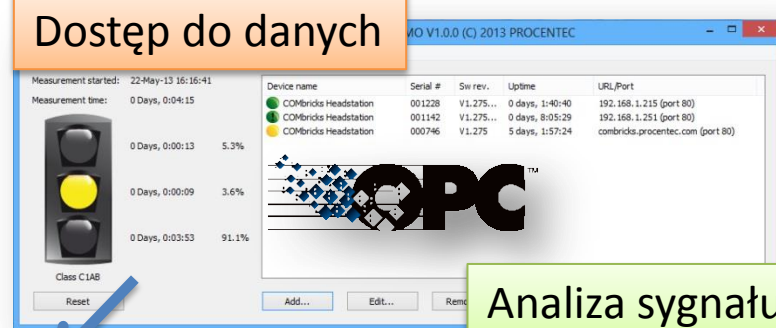 Dostęp do danych
MO V1.0.0 (C) 2013 PROCENTEC
Measurement started: 22-May-13 16:16:41
Measurement time: 0 Days, 0:04:15
0 Days, 0:00:13 5.3%
0 Days, 0:00:09 3.6%
0 Days, 0:03:53 91.1%
Class C1AB
Reset
Device name Serial # Sw rev. Uptime URL/Port
COMbricks Headstation 001228 V1.275... 0 days, 1:40:40 192.168.1.215 (port 80)
COMbricks Headstation 001142 V1.275... 0 days, 8:05:29 192.168.1.251 (port 80)
COMbricks Headstation 000746 V1.275 5 days, 1:57:24 combricks.procentec.com (port 80)
OPC™
Add... Edit... Remo
Analiza sygnału